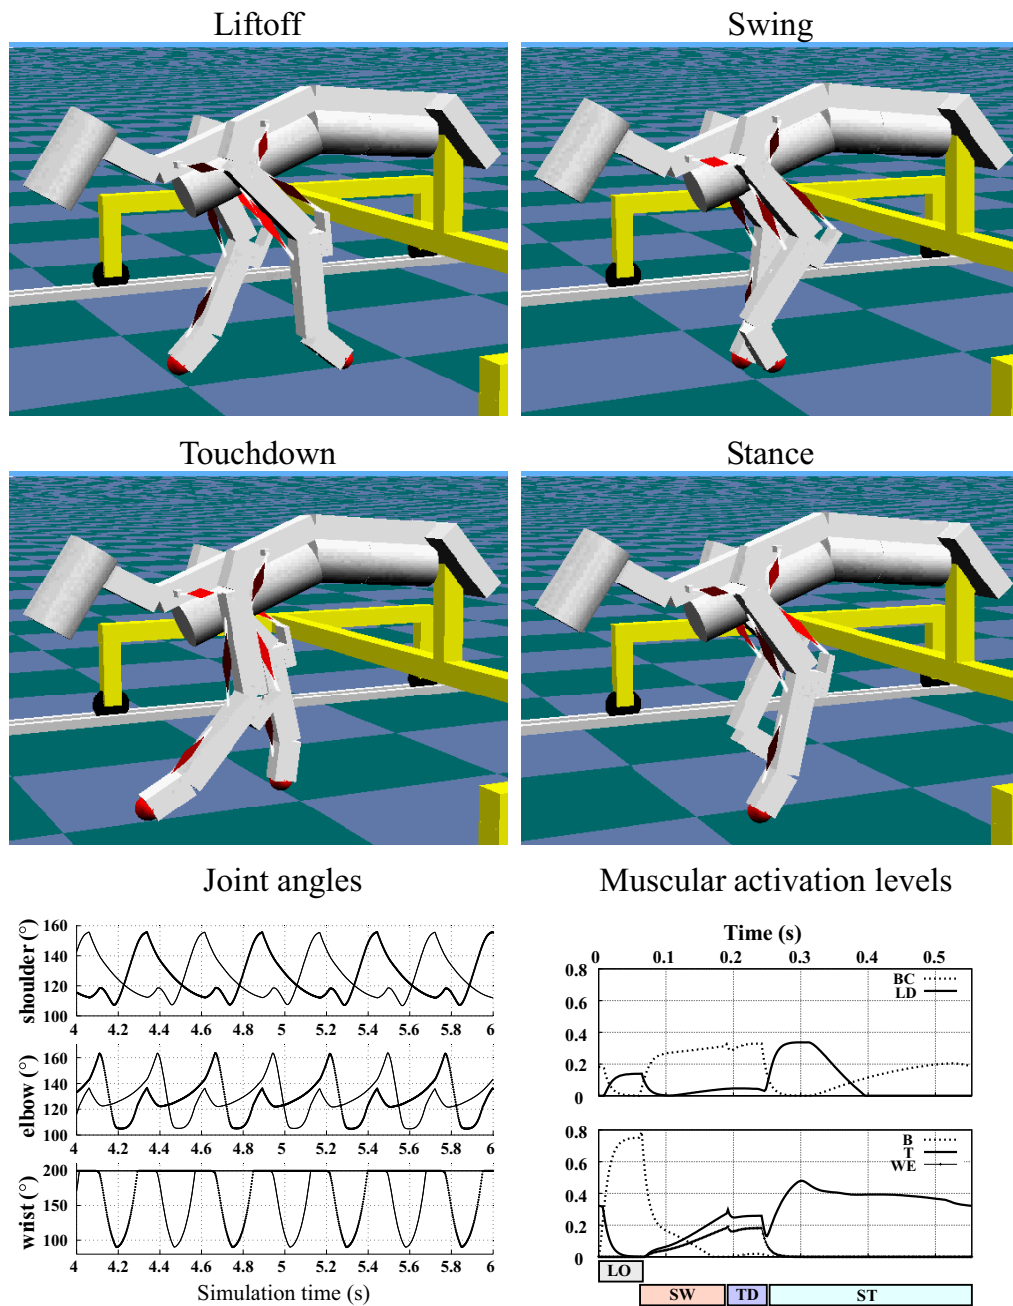 Liftoff
Swing
Touchdown
Stance
Joint angles
shoulder (°)
160
140
120
100
4 4.2 4.4 4.6 4.8 5 5.2 5.4 5.6 5.8 6
elbow (°)
160
140
120
100
4 4.2 4.4 4.6 4.8 5 5.2 5.4 5.6 5.8 6
wrist (°)
200
150
100
4 4.2 4.4 4.6 4.8 5 5.2 5.4 5.6 5.8 6
Simulation time (s)
Muscular activation levels
Time (s)
0 0.1 0.2 0.3 0.4 0.5
0.8
0.6
0.4
0.2
0
BC
LD
0.8
0.6
0.4
0.2
0
B
T
WE
LO
SW TD ST